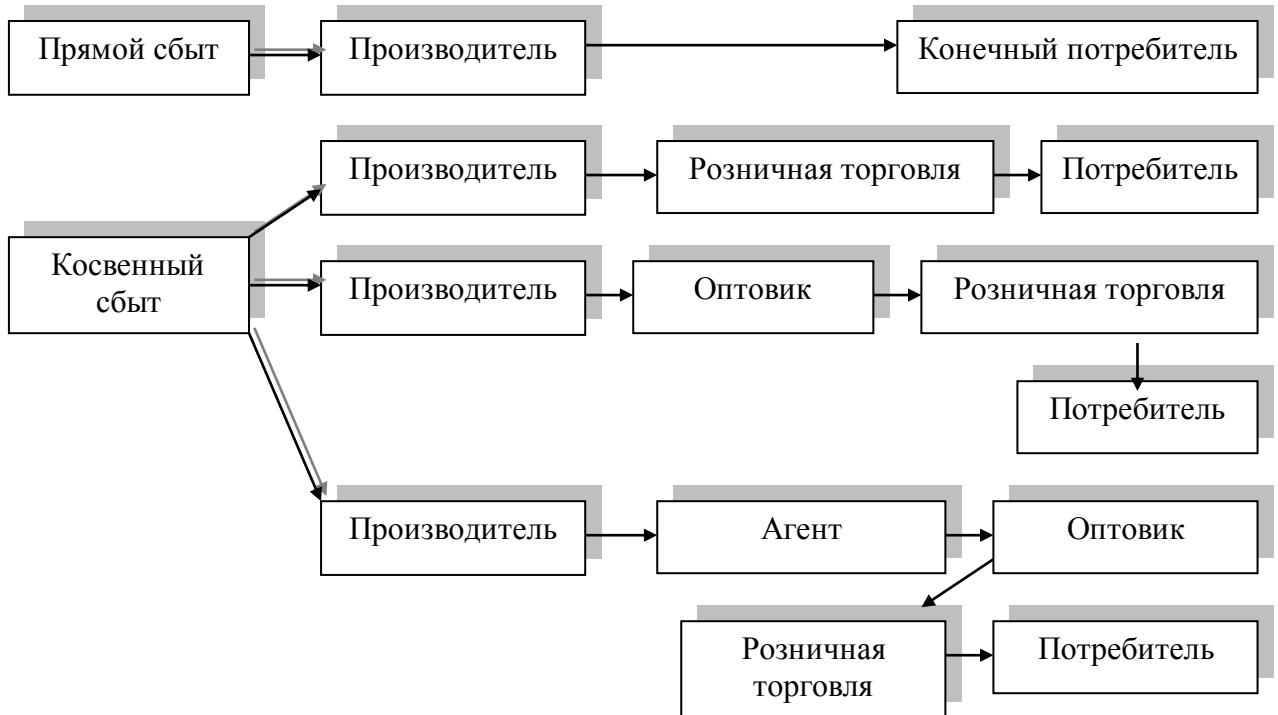 Прямой сбыт
Производитель
Конечный потребитель
Производитель
Розничная торговля
Потребитель
Косвенный
сбыт
Производитель
Оптовик
Розничная торговля
Потребитель
Производитель
Агент
Оптовик
Розничная
торговля
Потребитель